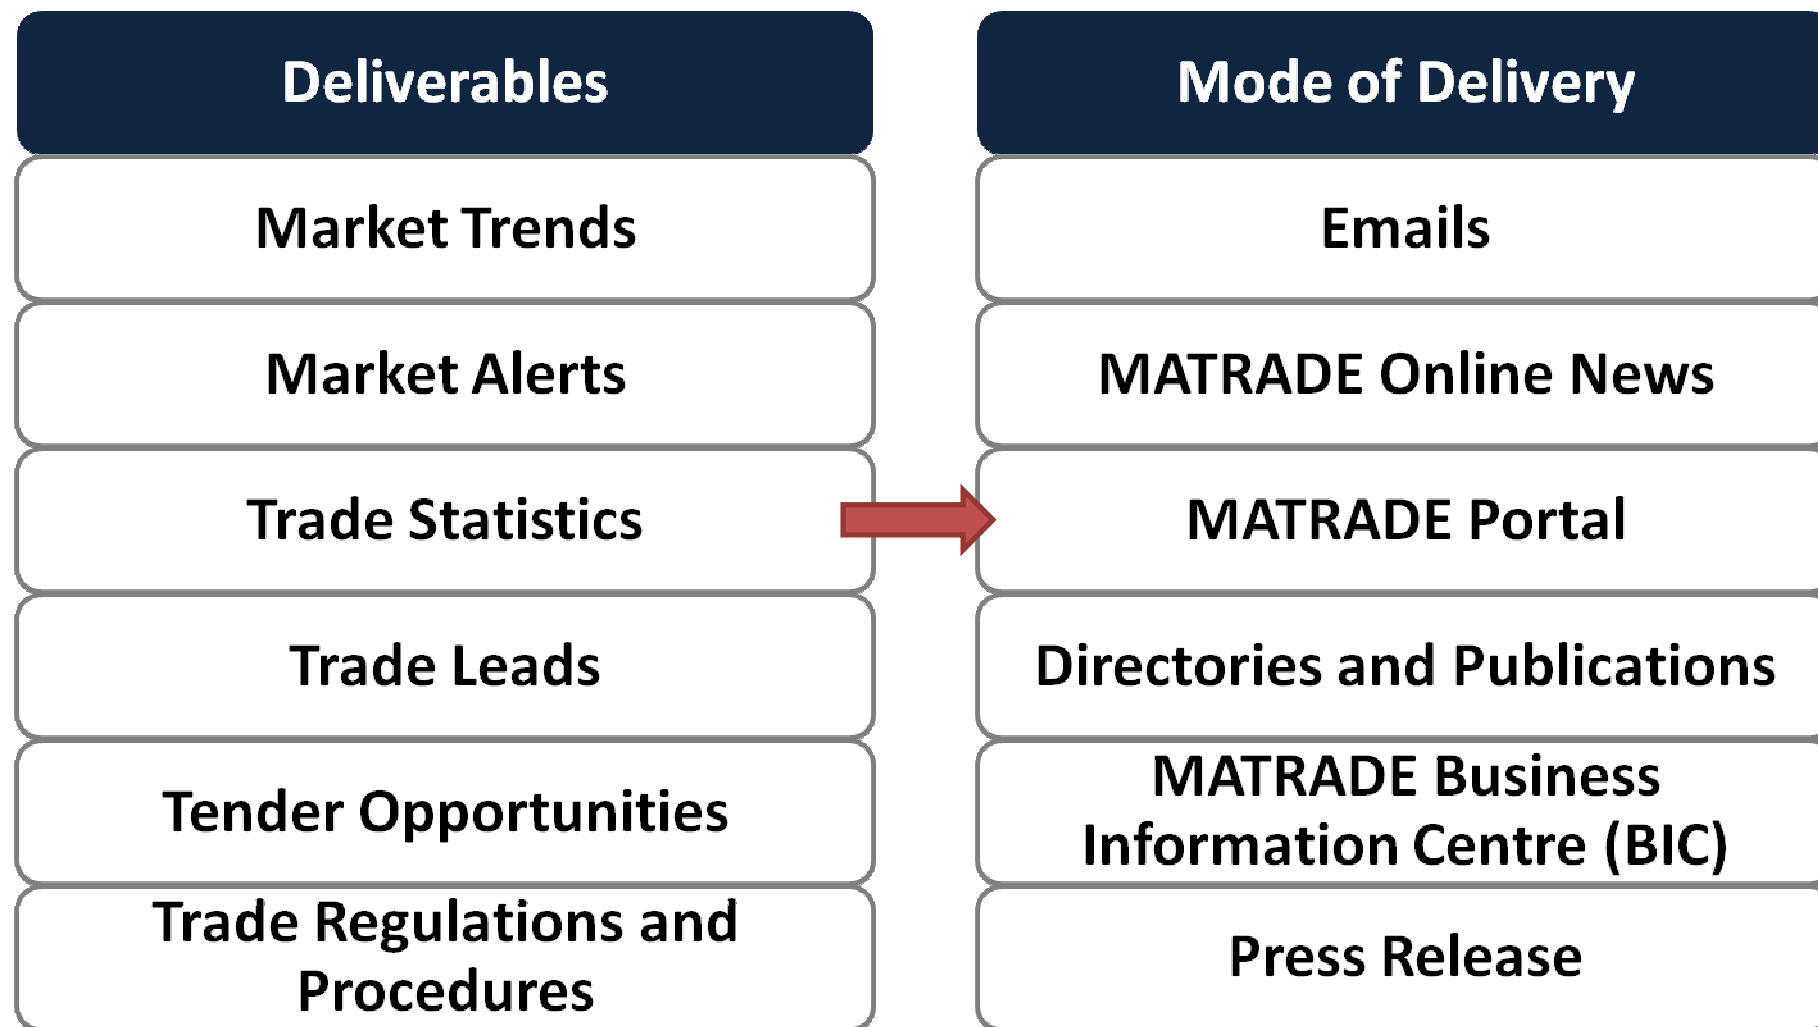 Deliverables
Market Trends
Market Alerts
Trade Statistics
Trade Leads
Tender Opportunities
Trade Regulations and
Procedures
Mode of Delivery
Emails
MATRADE Online News
MATRADE Portal
Directories and Publications
MATRADE Business
Information Centre (BIC)
Press Release